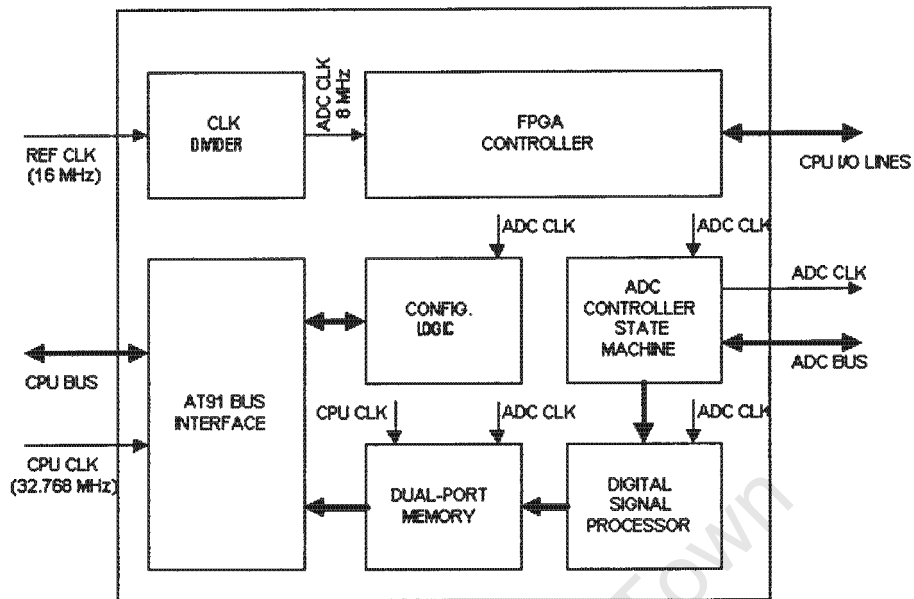 CLK
DIVIDER
ADC CLK
8 MHz
FPGA
CONTROLLER
REF CLK
(16 MHz)
CPU I/O LINES
ADC CLK
ADC CLK
CONFIG.
LOGIC
ADC
CONTROLLER
STATE
MACHINE
ADC CLK
ADC BUS
CPU BUS
AT91 BUS
INTERFACE
CPU CLK
ADC CLK
ADC CLK
CPU CLK
(32.768 MHz)
DUAL-PORT
MEMORY
DIGITAL
SIGNAL
PROCESSOR
Town